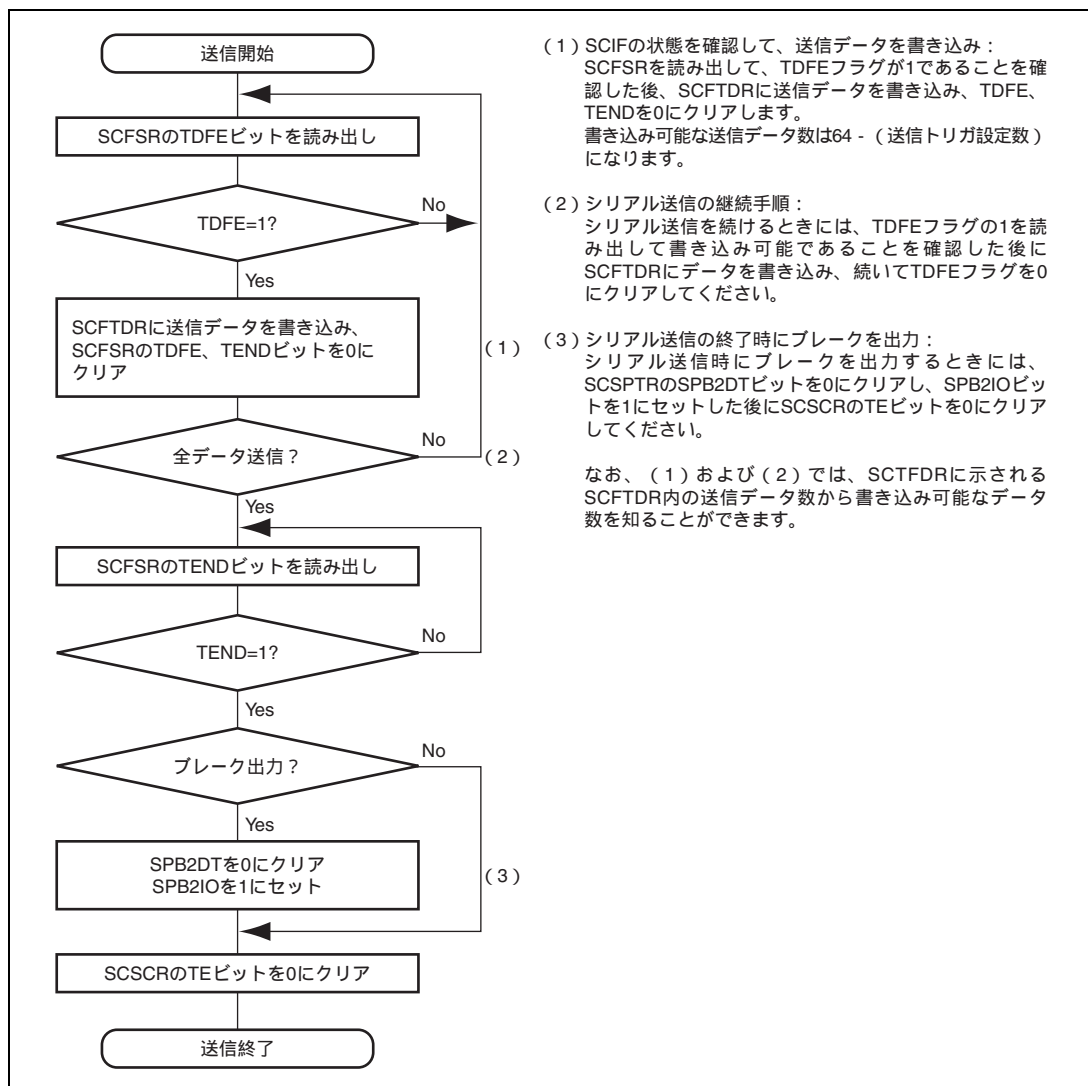 送信開始
SCFSRのTDFEビットを読み出し
TDFE=1?
No
Yes
SCFTDRに送信データを書き込み、
SCFSRのTDFE、TENDビットを0に
クリア
(1)
全データ送信？
No
(2)
Yes
SCFSRのTENDビットを読み出し
TEND=1?
No
Yes
ブレーク出力？
No
Yes
SPB2DTを0にクリア
SPB2IOを1にセット
(3)
SCSCRのTEビットを0にクリア
送信終了
(1)SCIFの状態を確認して、送信データを書き込み：
SCFSRを読み出して、TDFEフラグが1であることを確
認した後、SCFTDRに送信データを書き込み、TDFE、
TENDを0にクリアします。
書き込み可能な送信データ数は64 - (送信トリガ設定数)
になります。
(2)シリアル送信の継続手順：
シリアル送信を続けるときには、TDFEフラグの1を読
み出して書き込み可能であることを確認した後に
SCFTDRにデータを書き込み、続いてTDFEフラグを0
にクリアしてください。
(3)シリアル送信の終了時にブレークを出力：
シリアル送信時にブレークを出力するときには、
SCSPTRのSPB2DTビットを0にクリアし、SPB2IOビッ
トを1にセットした後にSCSCRのTEビットを0にクリア
してください。
なお、(1)および(2)では、SCTFDRに示される
SCFTDR内の送信データ数から書き込み可能なデータ
数を知ることができます。